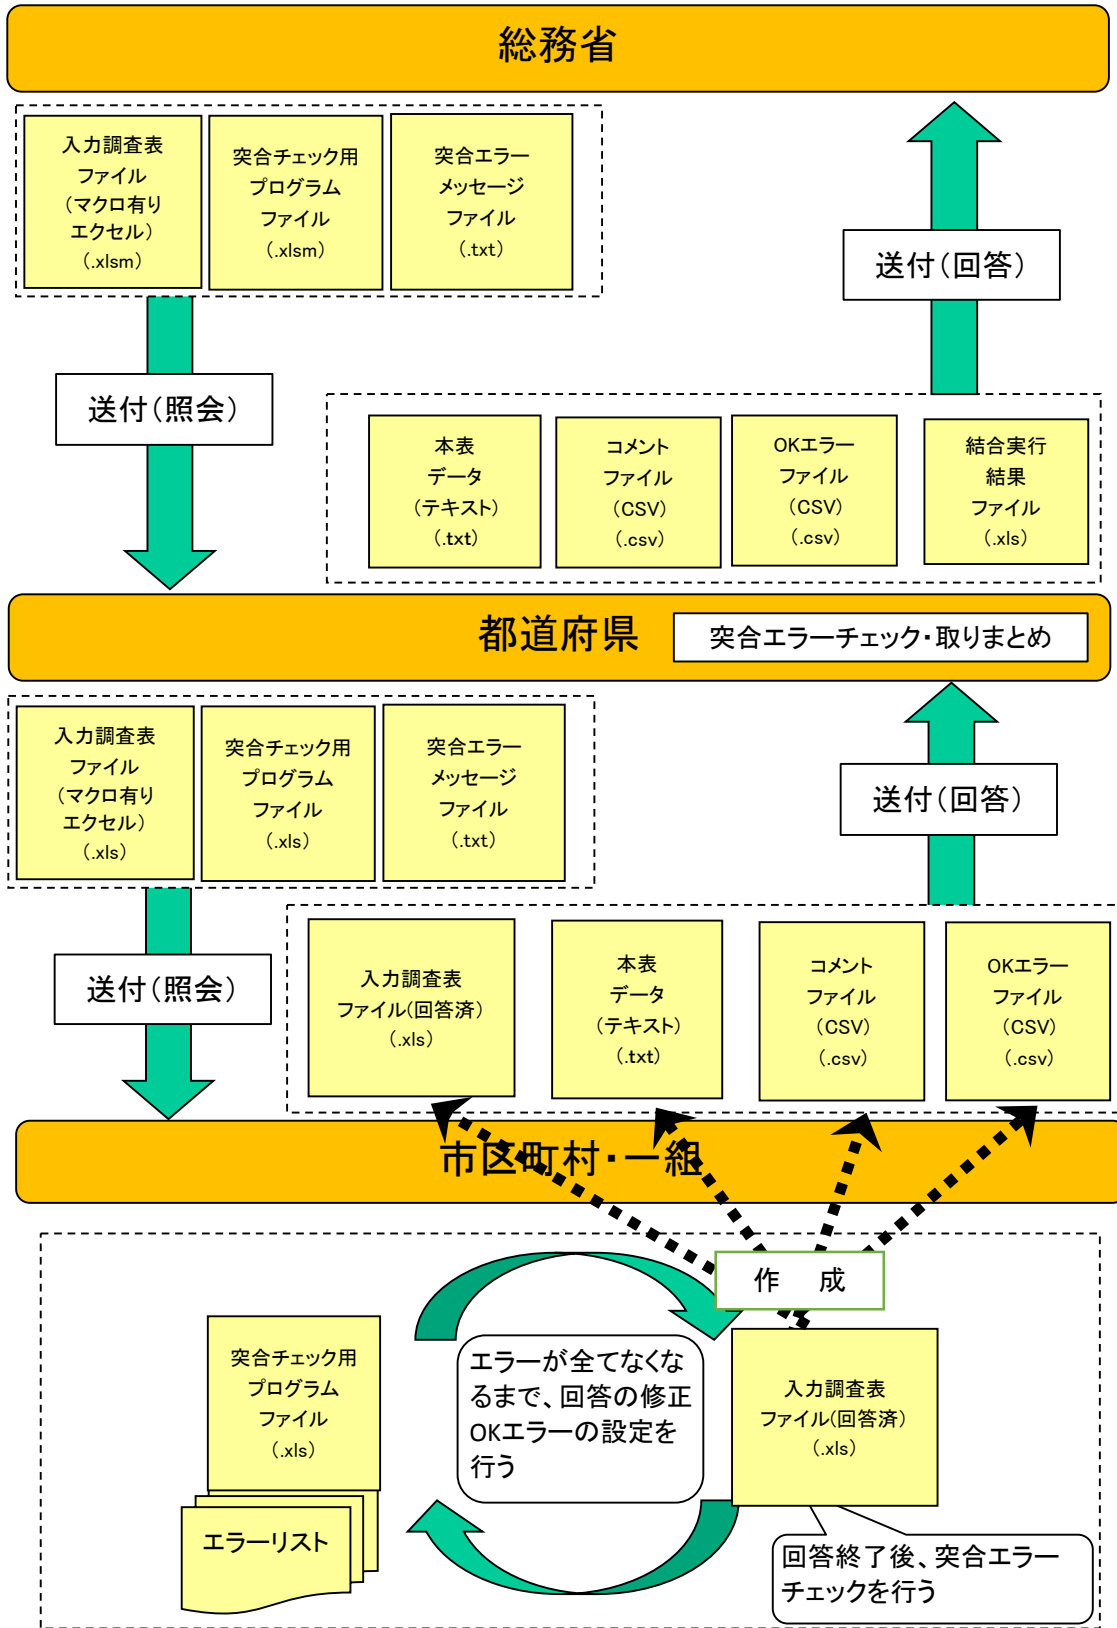 総務省
入力調査表
ファイル
（マクロ有り
エクセル）
（.xlsm）
突合チェック用
プログラム
ファイル
（.xlsm）
突合エラー
メッセージ
ファイル
（.txt）
送付（回答）
送付（照会）
本表
データ
（テキスト）
（.txt）
コメント
ファイル
（CSV）
（.csv）
OKエラー
ファイル
（CSV）
（.csv）
結合実行
結果
ファイル
（.xls）
都道府県
突合エラーチェック・取りまとめ
入力調査表
ファイル
（マクロ有り
エクセル）
（.xls）
突合チェック用
プログラム
ファイル
（.xls）
突合エラー
メッセージ
ファイル
（.txt）
送付（回答）
送付（照会）
入力調査表
ファイル(回答済）
（.xls）
本表
データ
（テキスト）
（.txt）
コメント
ファイル
（CSV）
（.csv）
OKエラー
ファイル
（CSV）
（.csv）
市区町村・一組
作　成
突合チェック用
プログラム
ファイル
（.xls）
エラーリスト
エラーが全てなくな
るまで、回答の修正
OKエラーの設定を
行う
入力調査表
ファイル(回答済）
（.xls）
回答終了後、突合エラー
チェックを行う